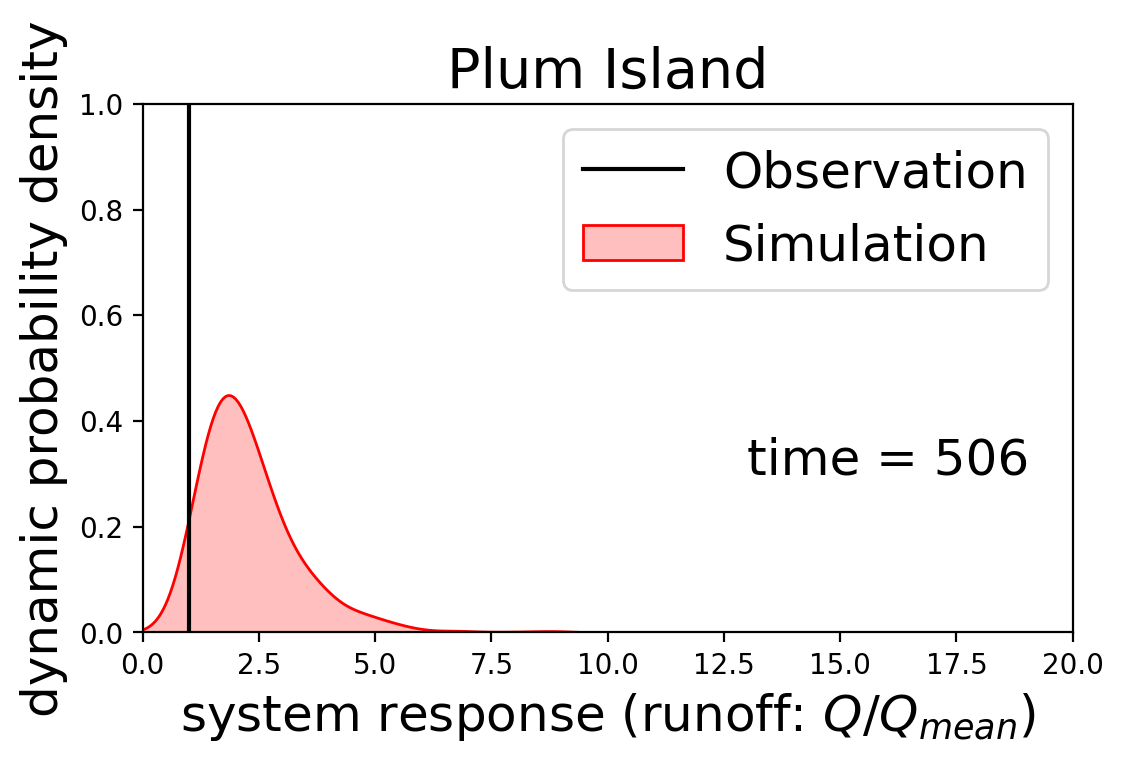 Plum Island
dynamic probability density
1.0
0.8
0.6
0.4
0.2
0.0
Observation
Simulation
time = 506
0.0 2.5 5.0 7.5 10.0 12.5 15.0 17.5 20.0
system response (runoff: Q/Qmean)